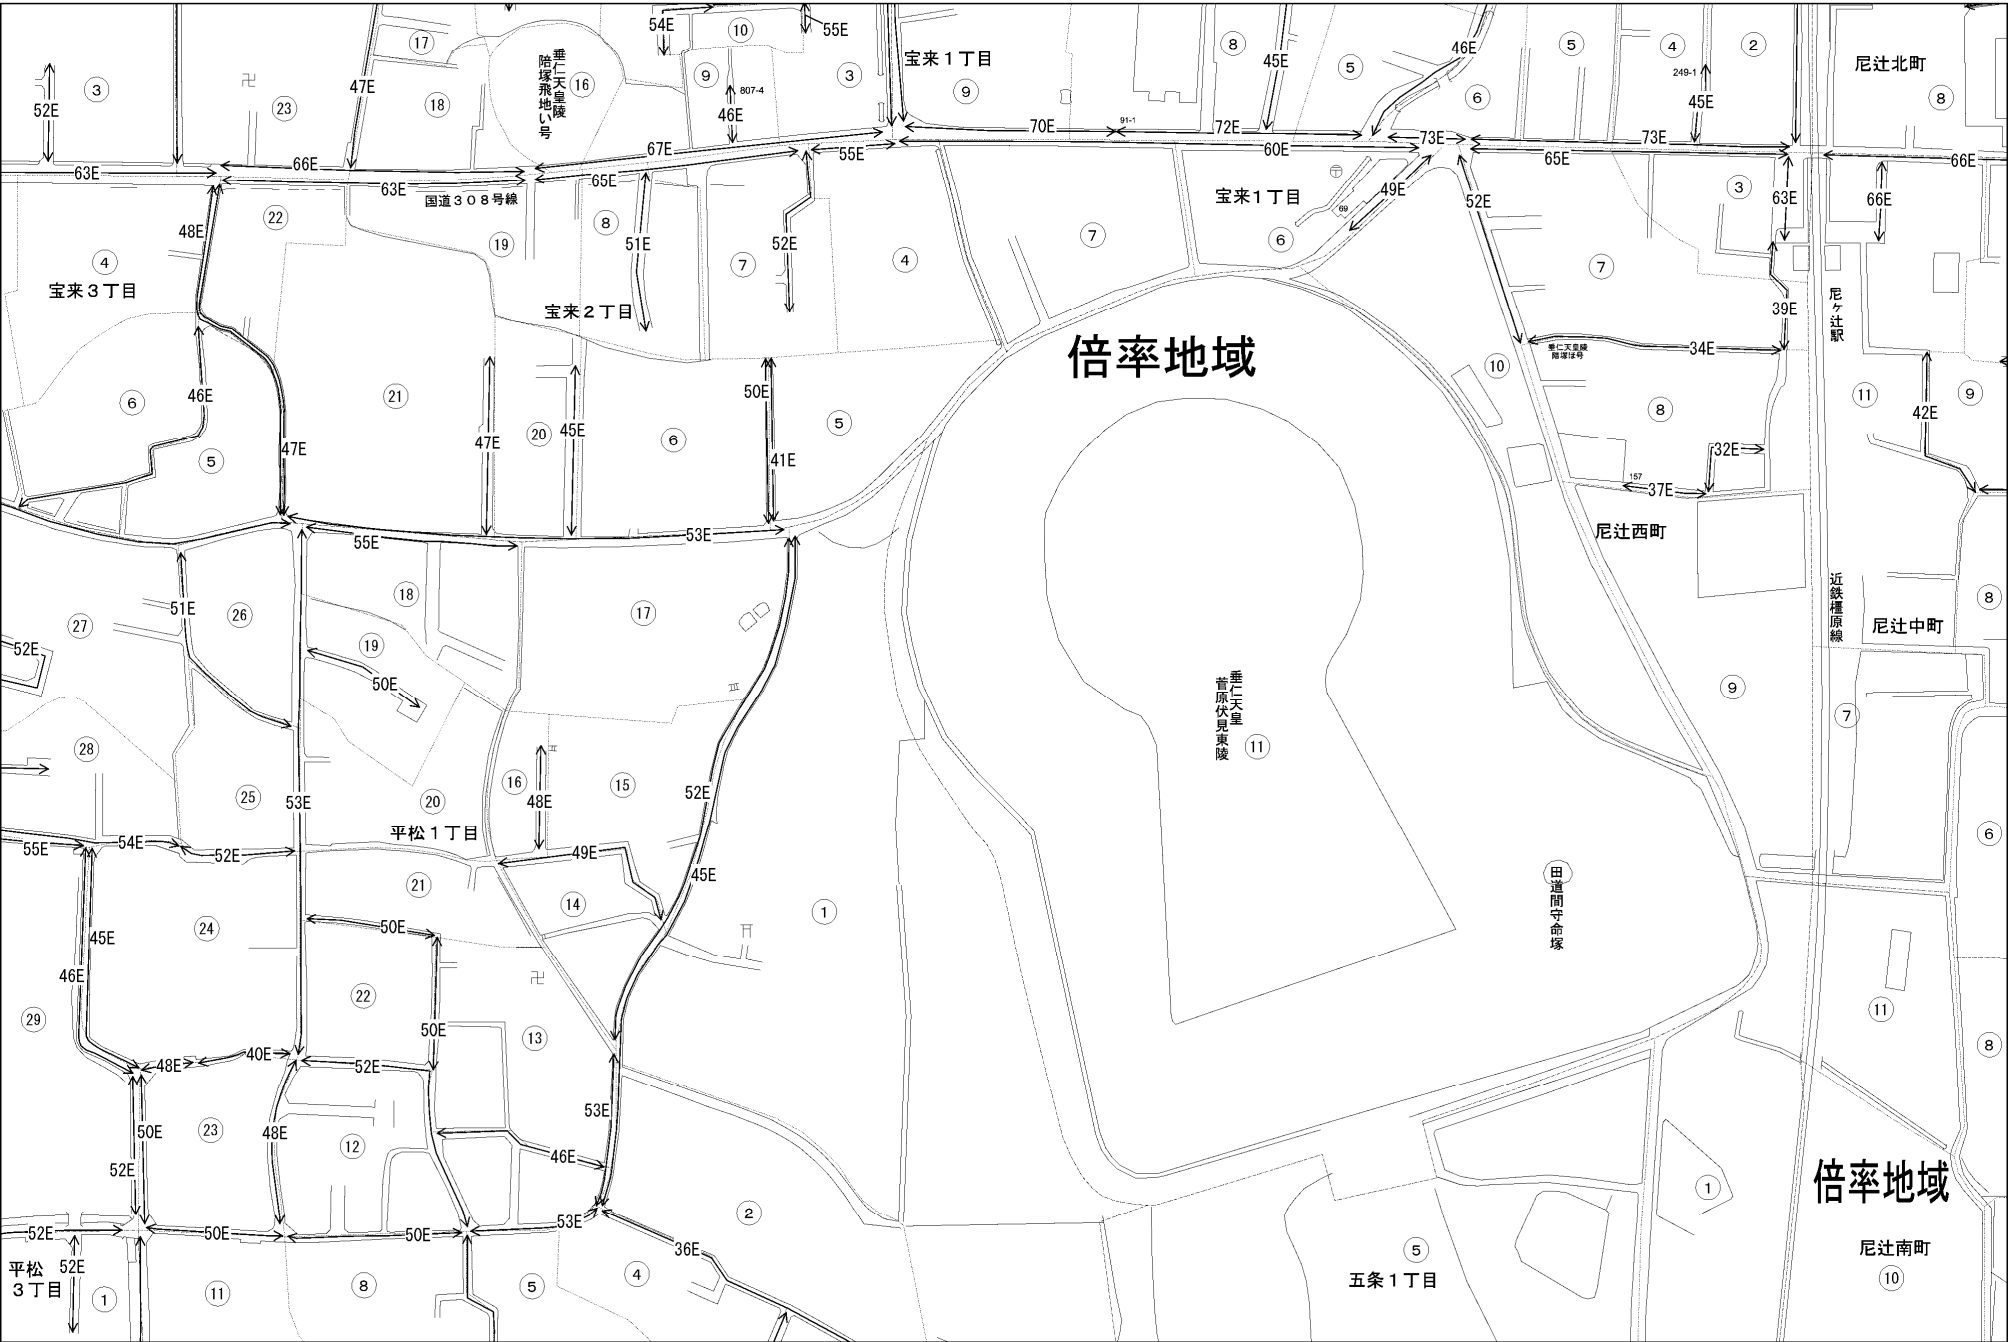 54E
55E
⑩
⑰
46E
宝来１丁目
⑧
⑤
⑤
④
②
尼辻北町
45E
③
52E
㉓
47E
⑱
垂仁天皇陵
陪塚飛地い号
⑯
⑨
③
807-4
46E
⑨
⑥
249-1
45E
⑧
91-1
70E
72E
73E
73E
67E
55E
60E
65E
66E
63E
66E
63E
65E
国道３０８号線
48E
㉒
⑲
⑧
51E
52E
⑦
④
⑦
宝来１丁目
69
49E
⑥
52E
③
63E
66E
④
宝来３丁目
宝来２丁目
⑦
39E
尼ヶ辻駅
倍率地域
垂仁天皇陵
陪塚ほ号
34E
⑩
46E
⑥
㉑
47E
⑳
45E
⑥
50E
41E
⑤
⑧
⑪
42E
⑨
47E
⑤
32E
157
37E
尼辻西町
55E
53E
51E
㉖
㉗
52E
⑱
⑲
50E
⑰
近鉄橿原線
尼辻中町
⑧
垂仁天皇
菅原伏見東陵
⑪
⑨
⑦
㉘
㉕
53E
⑳
平松１丁目
⑯
48E
⑮
52E
55E
54E
52E
49E
45E
⑥
㉑
⑭
①
田道間守命塚
㉔
50E
45E
46E
㉒
50E
⑬
㉙
⑪
⑧
48E
40E
52E
50E
52E
㉓
48E
⑫
53E
46E
倍率地域
①
②
52E
50E
50E
53E
36E
52E
平松
３丁目
①
⑪
⑧
⑤
④
⑤
五条１丁目
尼辻南町
⑩